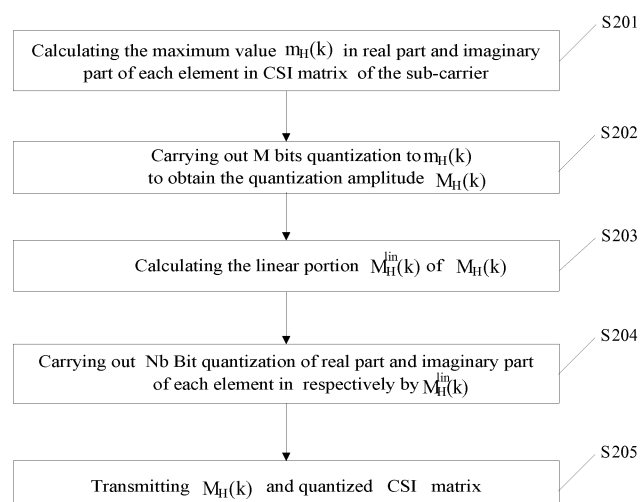 S201
Calculating the maximum value m_H(k) in real part and imaginary
part of each element in CSI matrix of the sub-carrier
S202
Carrying out M bits quantization to m_H(k)
to obtain the quantization amplitude M_H(k)
S203
Calculating the linear portion M_H^lin(k) of M_H(k)
S204
Carrying out Nb Bit quantization of real part and imaginary part
of each element in respectively by M_H^lin(k)
S205
Transmitting M_H(k) and quantized CSI matrix